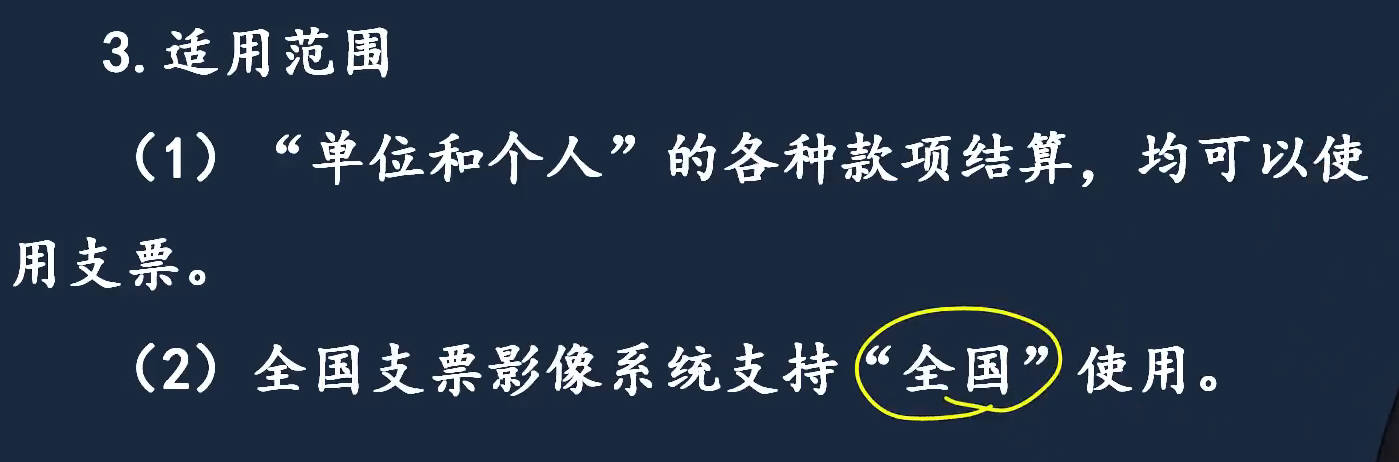 3.适用范围
（1）“单位和个人”的各种款项结算，均可以使
用支票。
（2）全国支票影像系统支持“全国”使用。